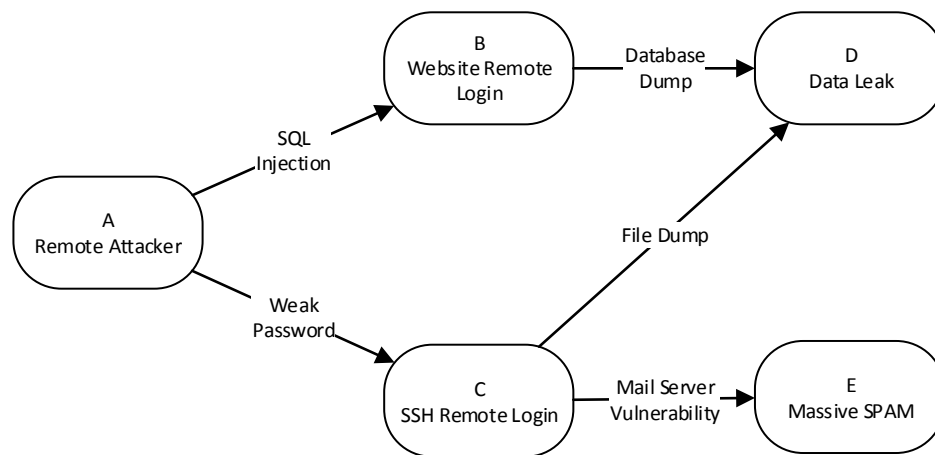 B
Website Remote
Login
Database
Dump
D
Data Leak
SQL
Injection
A
Remote Attacker
File Dump
Weak
Password
C
SSH Remote Login
Mail Server
Vulnerability
E
Massive SPAM